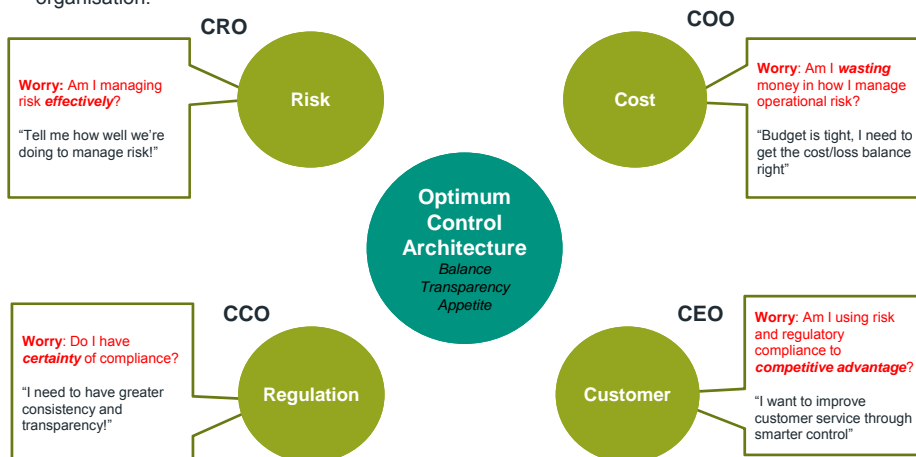 organisation.
CRO
COO
Worry: Am I managing
risk effectively?
“Tell me how well we’re
doing to manage risk!”
Risk
Cost
Worry: Am I wasting
money in how I manage
operational risk?
“Budget is tight, I need to
get the cost/loss balance
right”
Optimum
Control
Architecture
Balance
Transparency
Appetite
CCO
CEO
Worry: Do I have
certainty of compliance?
“I need to have greater
consistency and
transparency!”
Regulation
Customer
Worry: Am I using risk
and regulatory
compliance to
competitive advantage?
“I want to improve
customer service through
smarter control”